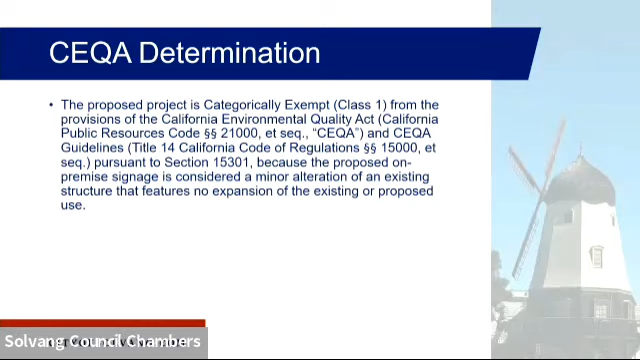 CEQA Determination
• The proposed project is Categorically Exempt (Class 1) from the
provisions of the California Environmental Quality Act (California
Public Resources Code §§ 21000, et seq., “CEQA”) and CEQA
Guidelines (Title 14 California Code of Regulations §§ 15000, et
seq.) pursuant to Section 15301, because the proposed on-
premise signage is considered a minor alteration of an existing
structure that features no expansion of the existing or proposed
use.
Solvang Council Chambers